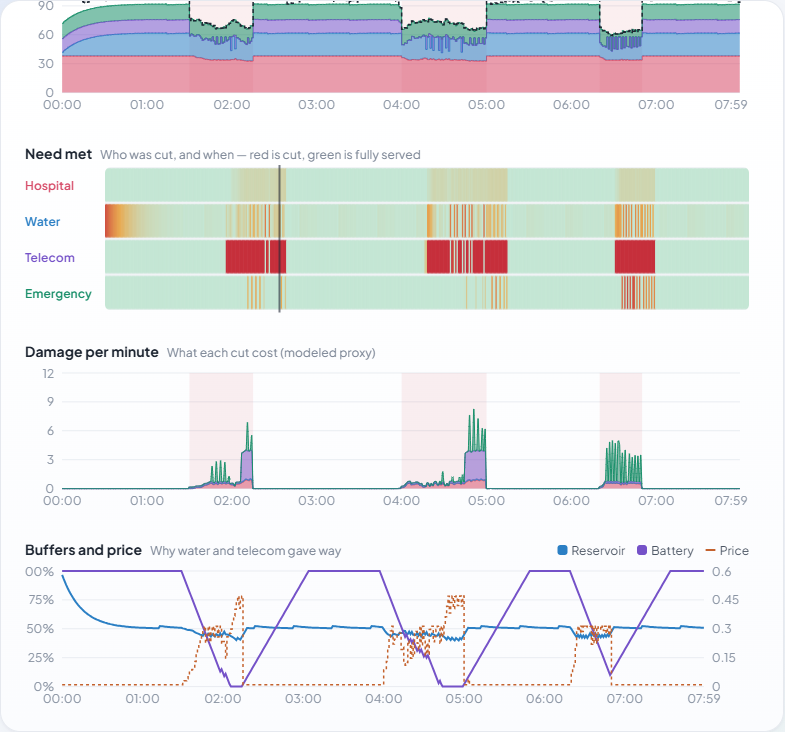 90
60
30
0
00:00 01:00 02:00 03:00 04:00 05:00 06:00 07:00 07:59
Need met Who was cut, and when — red is cut, green is fully served
Hospital
Water
Telecom
Emergency
Damage per minute What each cut cost (modeled proxy)
12
9
6
3
0
00:00 01:00 02:00 03:00 04:00 05:00 06:00 07:00 07:59
Buffers and price Why water and telecom gave way Reservoir Battery Price
00% 0.6
75% 0.45
50% 0.3
25% 0.15
0% 0
00:00 01:00 02:00 03:00 04:00 05:00 06:00 07:00 07:59